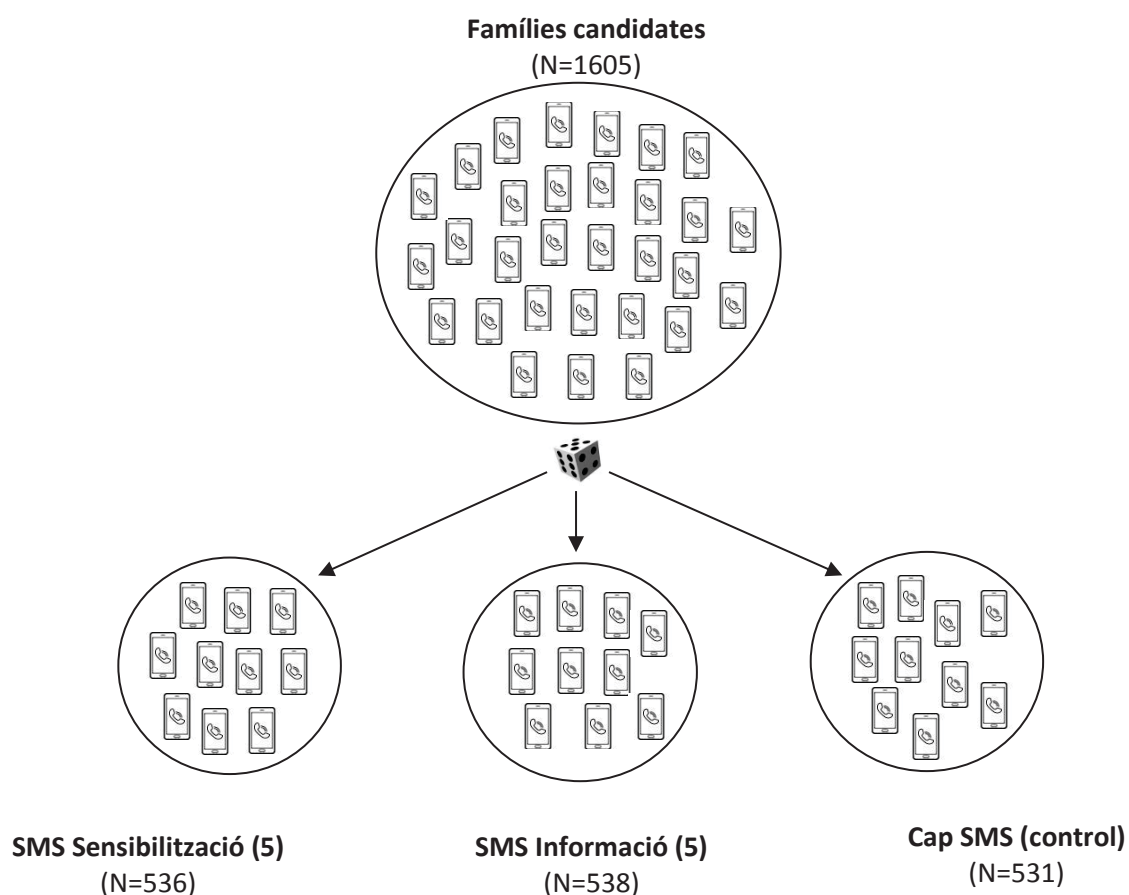 Famílies candidates
(N=1605)
SMS Sensibilització (5)
(N=536)
SMS Informació (5)
(N=538)
Cap SMS (control)
(N=531)